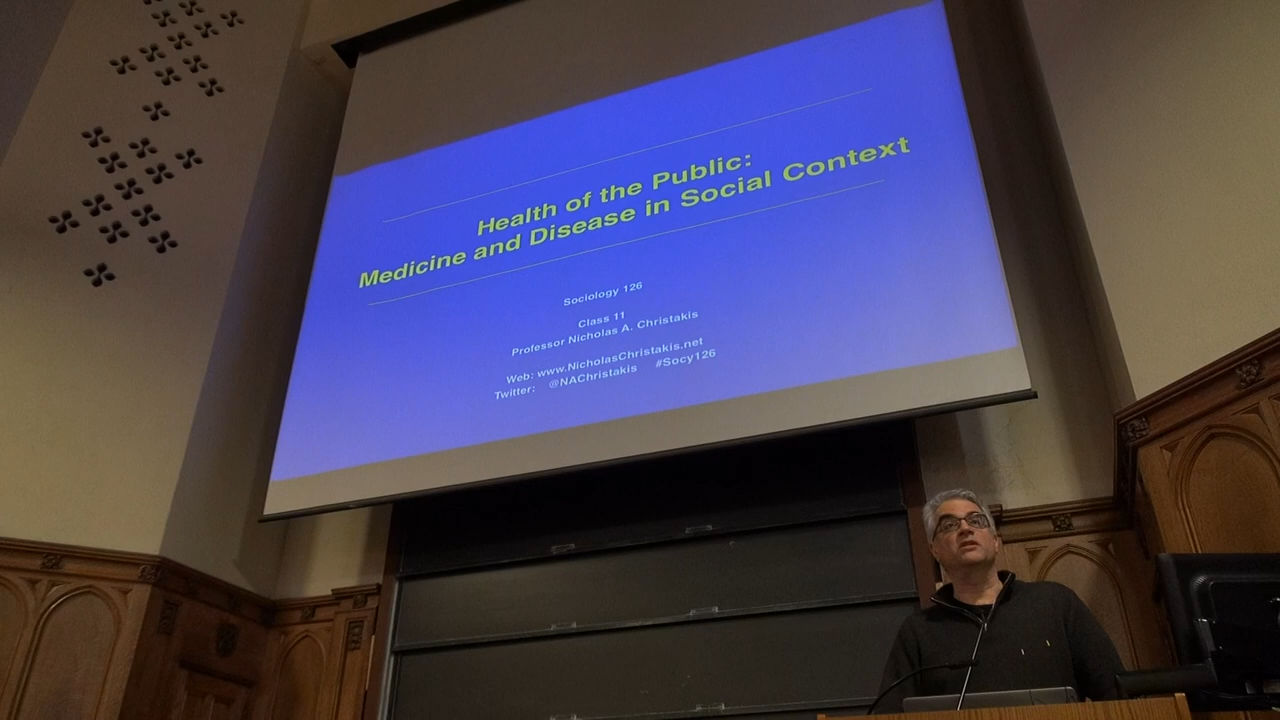 Health of the Public:
Medicine and Disease in Social Context
Sociology 126
Class 11
Professor Nicholas A. Christakis
Web: www.NicholasChristakis.net
Twitter: @NAChristakis #Socy126